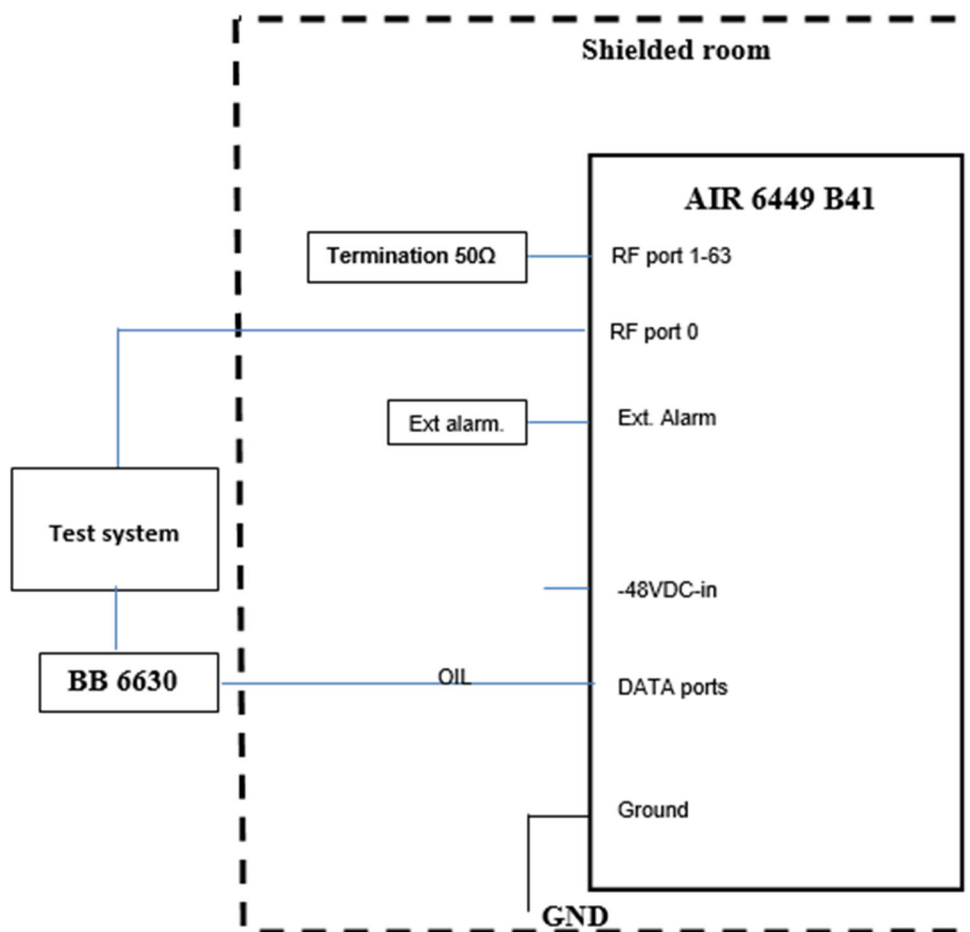 Shielded room
AIR 6449 B41
Termination 50Ω
RF port 1-63
RF port 0
Ext alarm.
Ext. Alarm
Test system
-48VDC-in
BB 6630
OIL
DATA ports
Ground
GND